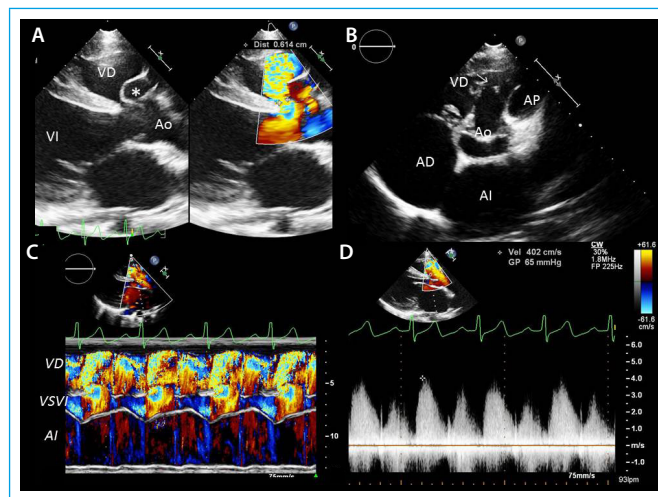 A
Dist 0.614 cm
VD
*
VI
Ao
B
0
VD
AP
Ao
AD
AI
C
VD
VSVI
AI
5
10
75mm/s
D
Vel 402 cm/s
GP 65 mmHg
CW
30%
1.8MHz
FP 225Hz
+61.6
-61.6
cm/s
6.0
5.0
4.0
3.0
2.0
1.0
m/s
-1.0
75mm/s
93lpm